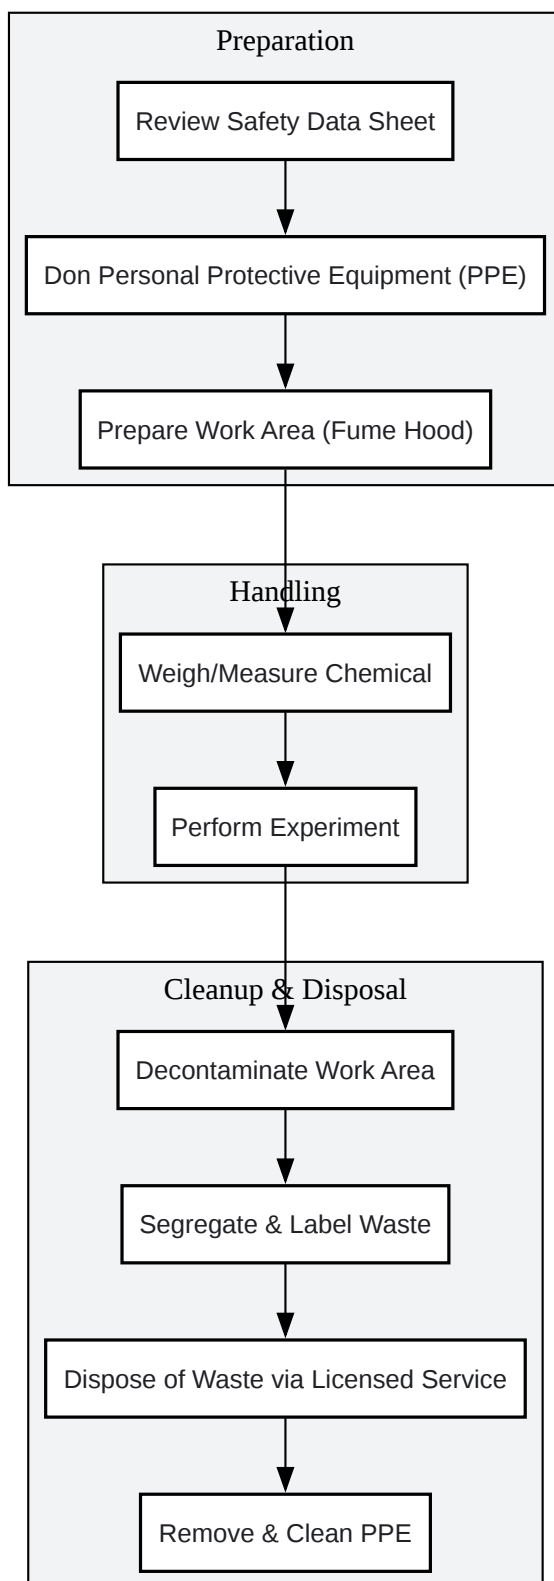 Preparation
Review Safety Data Sheet
Don Personal Protective Equipment (PPE)
Prepare Work Area (Fume Hood)
Handling
Weigh/Measure Chemical
Perform Experiment
Cleanup & Disposal
Decontaminate Work Area
Segregate & Label Waste
Dispose of Waste via Licensed Service
Remove & Clean PPE